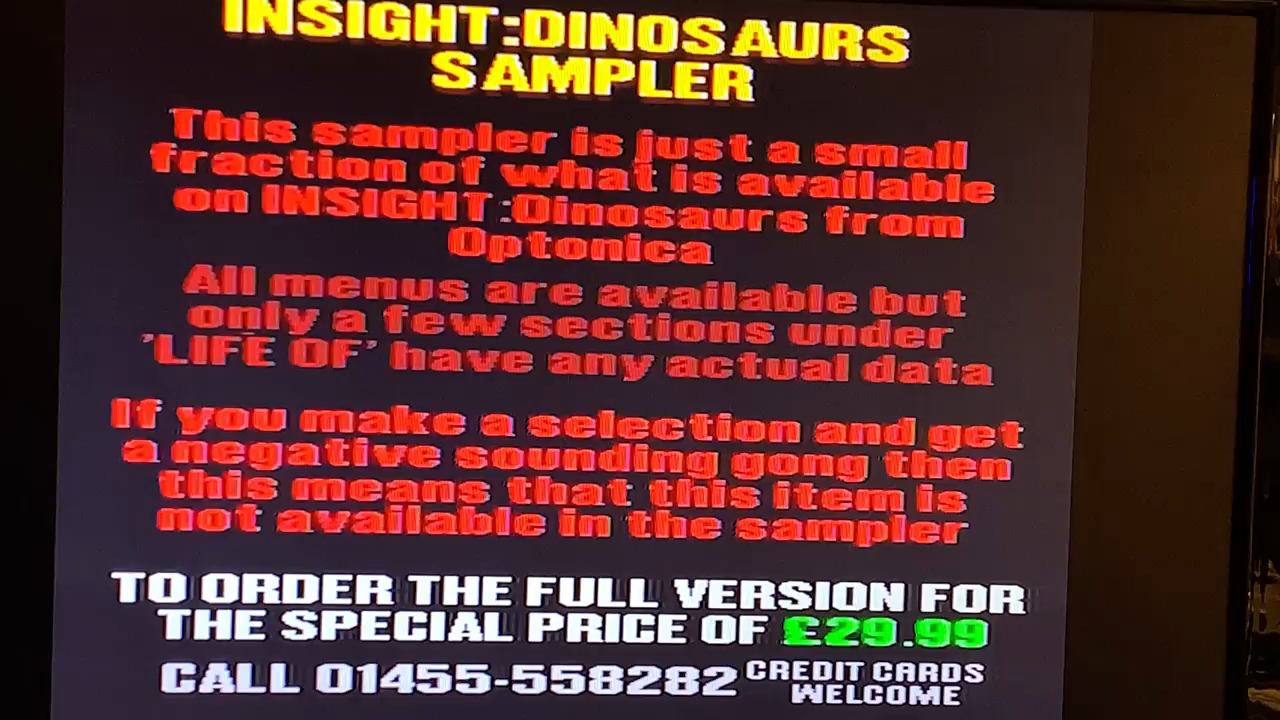 INSIGHT:DINOSAURS
SAMPLER
This sampler is just a small
fraction of what is available
on INSIGHT:Dinosaurs from
Optonica
All menus are available but
only a few sections under
'LIFE OF' have any actual data
If you make a selection and get
a negative sounding gong then
this means that this item is
not available in the sampler
TO ORDER THE FULL VERSION FOR
THE SPECIAL PRICE OF £29.99
CALL 01455-558282 CREDIT CARDS
WELCOME